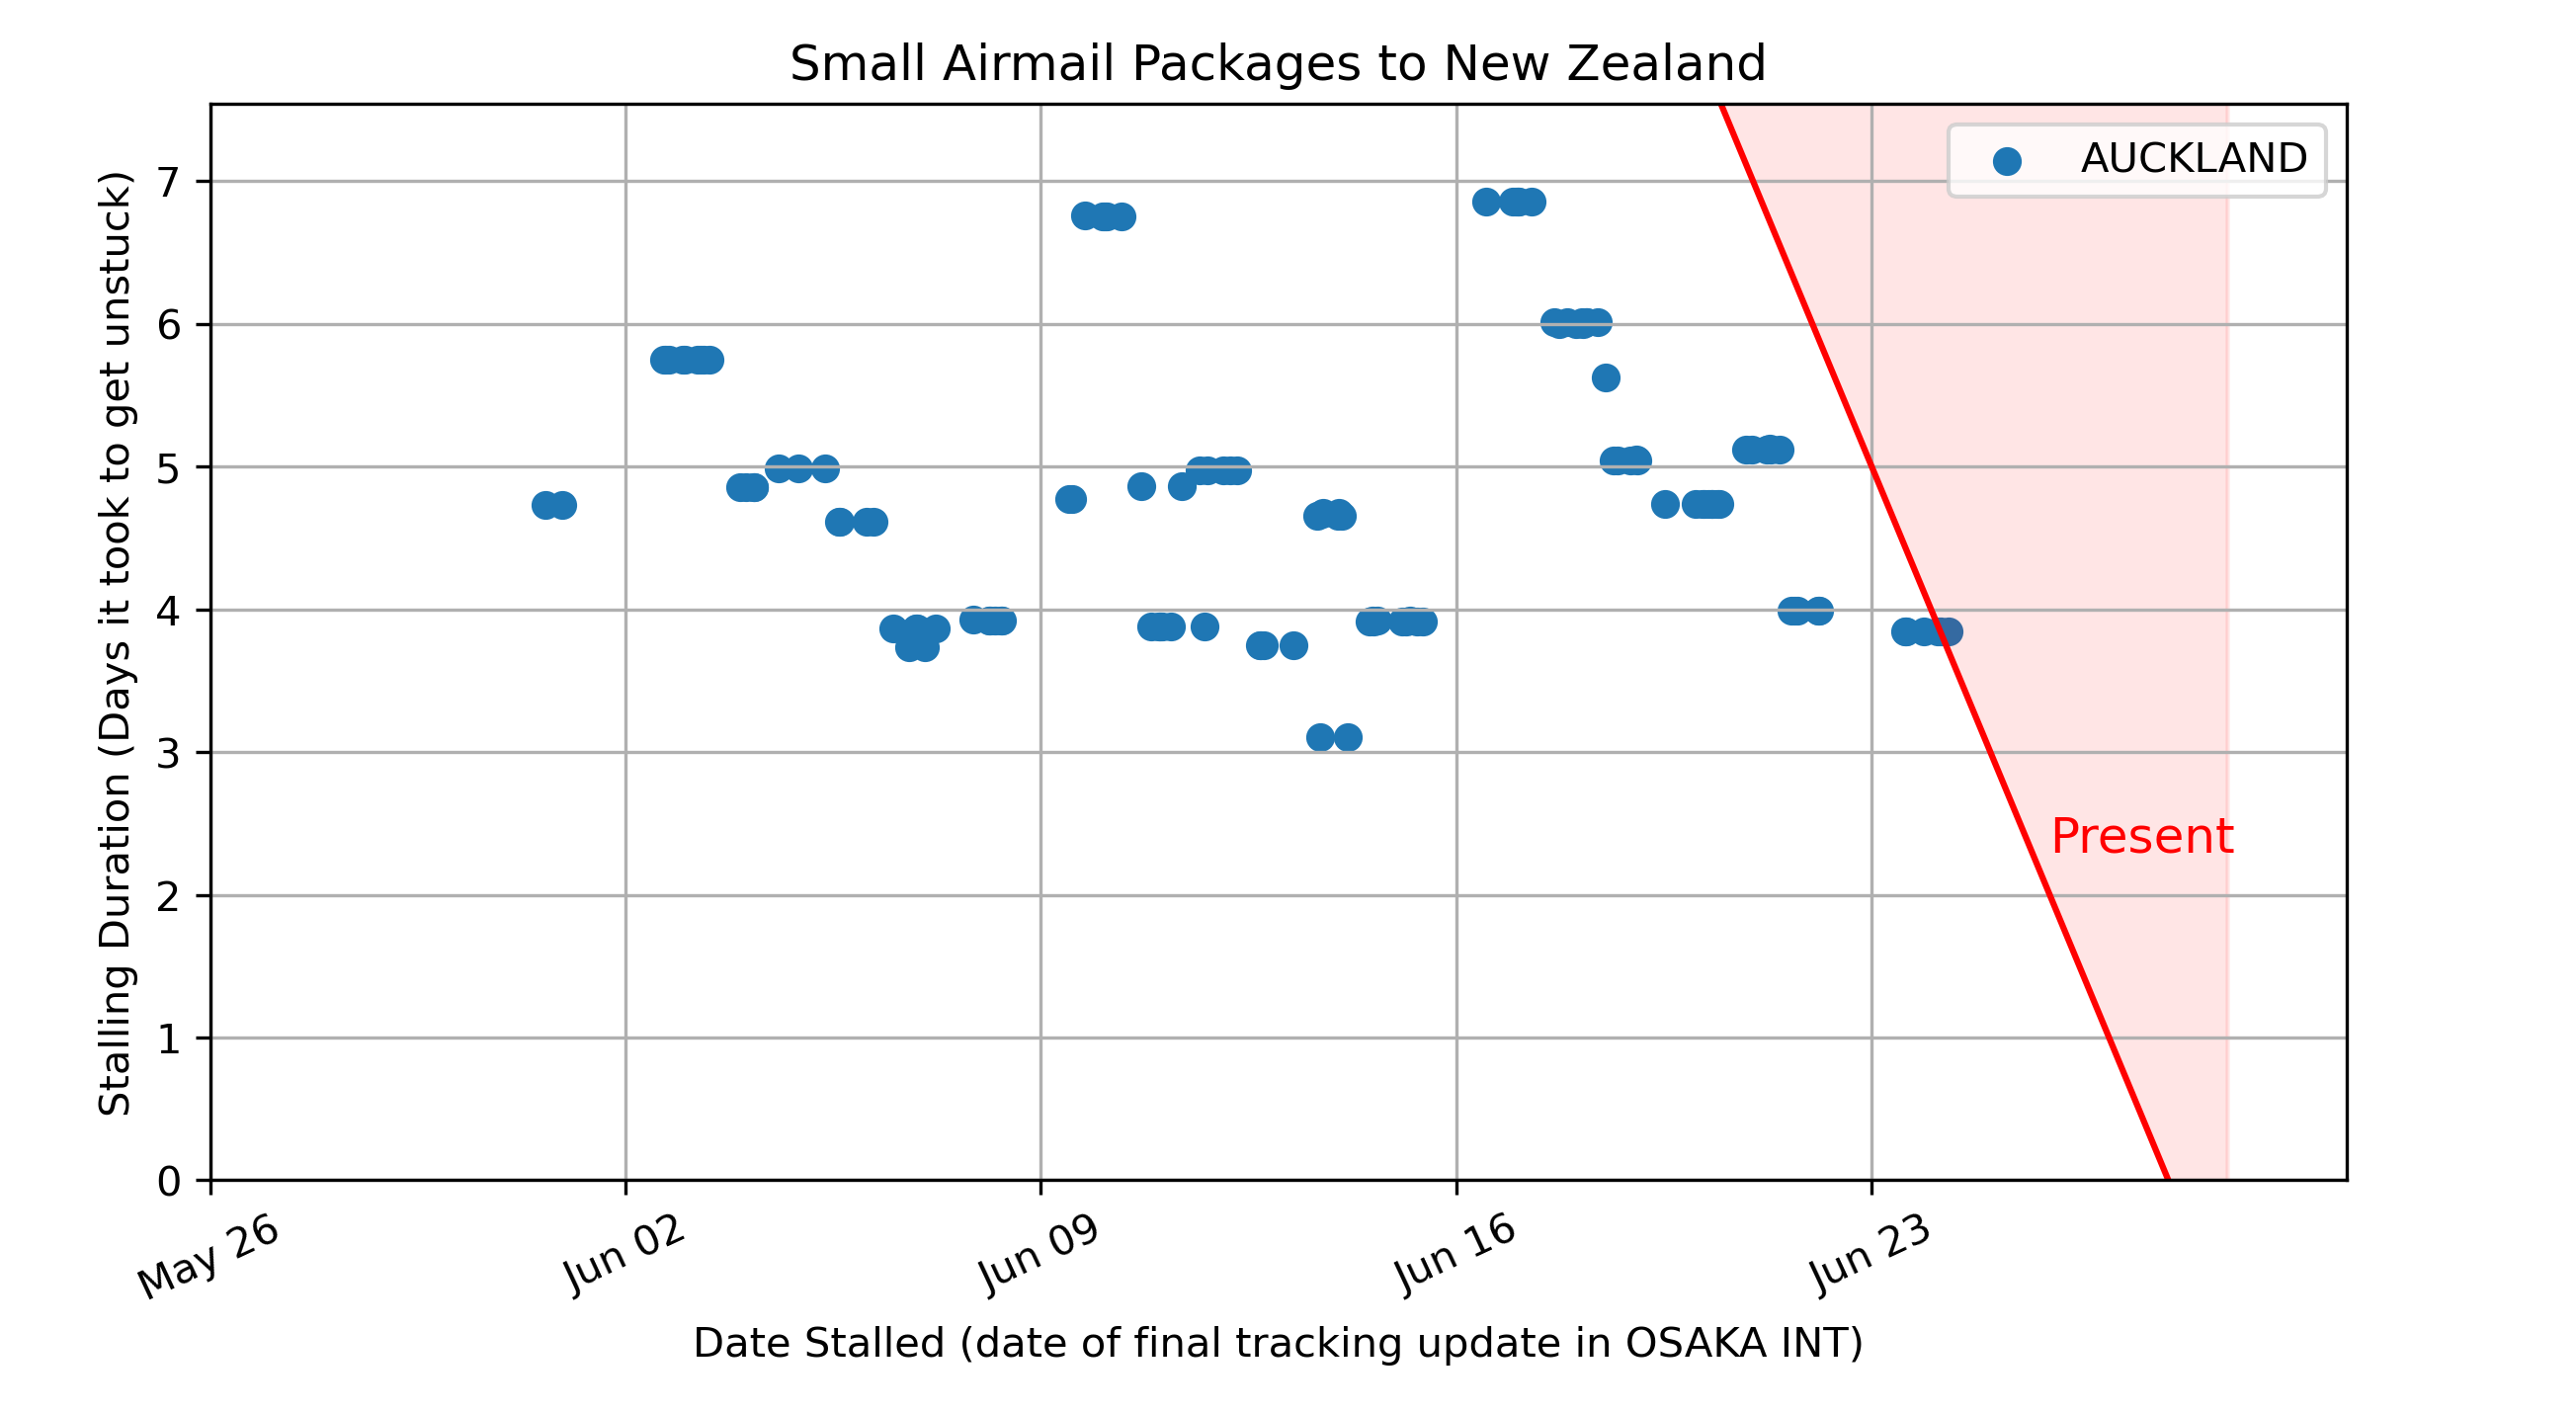 Small Airmail Packages to New Zealand
AUCKLAND
Stalling Duration (Days it took to get unstuck)
7
6
5
4
3
2
1
0
Present
May 26
Jun 02
Jun 09
Jun 16
Jun 23
Date Stalled (date of final tracking update in OSAKA INT)